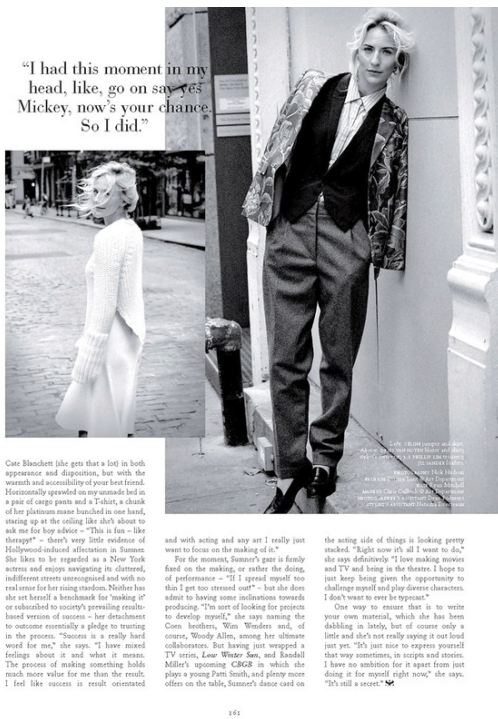 “I had this moment in my
head, like, go on say yes
Mickey, now’s your chance.
So I did.”
Cate Blanchett (she gets that a lot) in both
appearance and disposition, but with the
warmth and accessibility of your best friend.
Horizontally sprawled on my unmade bed in
a pair of cargo pants and a T-shirt, a chunk
of her platinum mane bunched in one hand,
staring up at the ceiling like she’s about to
ask me for boy advice – “This is fun – like
therapy!” – there’s very little evidence of
Hollywood-induced affectation in Sumner.
She likes to be regarded as a New York
actress and enjoys navigating its cluttered,
indifferent streets unrecognised and with no
real sense for her rising stardom. Neither has
she set herself a benchmark for ‘making it’
or subscribed to society’s prevailing results-
based version of success – her detachment
to outcome essentially a pledge to trusting
in the process. “Success is a really hard
word for me,” she says. “I have mixed
feelings about it and what it means.
The process of making something holds
much more value for me than the result.
I feel like success is result orientated
and with acting and any art I really just
want to focus on the making of it.”
For the moment, Sumner’s gaze is firmly
fixed on the making, or rather the doing,
of performance – “If I spread myself too
thin I get too stressed out!” – but she does
admit to having some inclinations towards
producing. “I’m sort of looking for projects
to develop myself,” she says, naming the
Coen brothers, Wim Wenders and, of
course, Woody Allen, among her ultimate
collaborators. But having just wrapped a
TV series, Low Winter Sun, and Randall
Miller’s upcoming CBGB in which she
plays a young Patti Smith, and plenty more
offers on the table, Sumner’s dance card on
the acting side of things is looking pretty
stacked. “Right now it’s all I want to do,”
she says definitively. “I love making movies
and TV and being in the theatre. I hope to
just keep being given the opportunity to
challenge myself and play diverse characters.
I don’t want to ever be typecast.”
One way to ensure that is to write
your own material, which she has been
dabbling in lately, but of course only a
little and she’s not really saying it out loud
just yet. “It’s just nice to express yourself
that way sometimes, in scripts and stories.
I have no ambition for it apart from just
doing it for myself right now,” she says.
“It’s still a secret.”
161